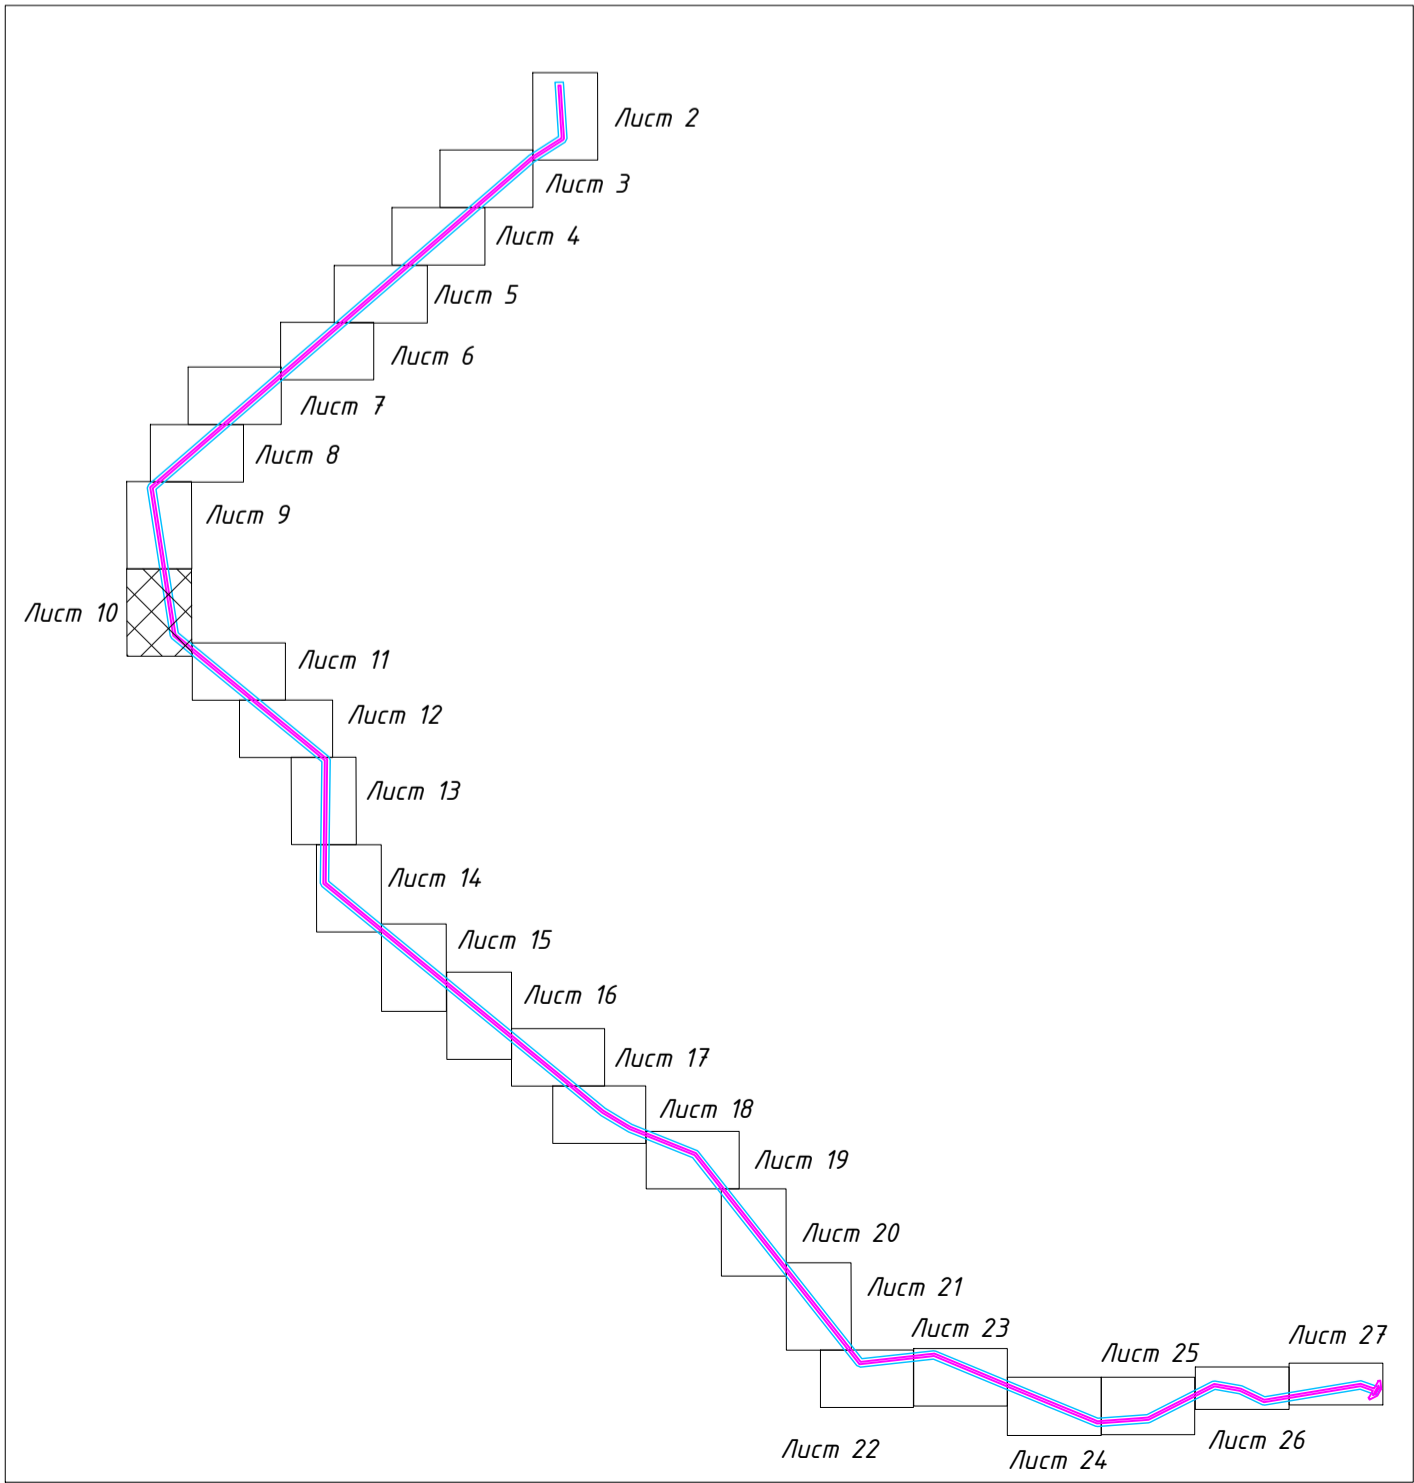 Лист 2
Лист 3
Лист 4
Лист 5
Лист 6
Лист 7
Лист 8
Лист 9
Лист 10
Лист 11
Лист 12
Лист 13
Лист 14
Лист 15
Лист 16
Лист 17
Лист 18
Лист 19
Лист 20
Лист 21
Лист 23
Лист 27
Лист 25
Лист 22
Лист 26
Лист 24